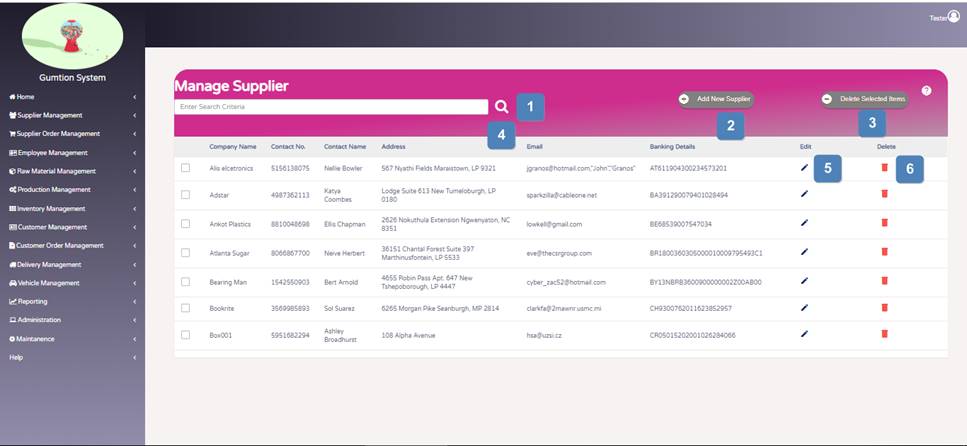 Tester
Gumtion System
Home
Supplier Management
Supplier Order Management
Employee Management
Raw Material Management
Production Management
Inventory Management
Customer Management
Customer Order Management
Delivery Management
Vehicle Management
Reporting
Administration
Maintanence
Help
Manage Supplier
Enter Search Criteria
1
Add New Supplier
Delete Selected Items
?
2
3
4
Company Name Contact No. Contact Name Address Email Banking Details Edit Delete
5
6
Alis elcetronics 5156138075 Nellie Bowler 567 Nyathi Fields Maraistown, LP 9321 jgranos@hotmail.com","John","Granos" AT611904300234573201
Adstar 4987362113 Katya Coombes Lodge Suite 613 New Turneloburgh, LP 0180 sparkzilla@cableone.net BA391290079401028494
Ankot Plastics 8810048698 Ellis Chapman 2626 Nokuthula Extension Ngwenyaton, NC 8351 lowkell@gmail.com BE68539007547034
Atlanta Sugar 8066867700 Neive Herbert 36151 Chantal Forest Suite 397 Marthinusfontein, LP 5533 eve@thecsrgroup.com
Bearing Man 1542550903 Bert Arnold 4655 Robin Pass Apt. 647 New Tshepoborough, LP 4447 cyber_zac52@hotmail.com
Bookrite 3569985893 Sol Suarez 6265 Morgan Pike Seanburgh, MP 2814 clarkfa@2mawnr.usmc.mi CH9300762011623852957
Box001 5951682294 Ashley Broadhurst 108 Alpha Avenue hsa@uzsi.cz CR05015202001026284066